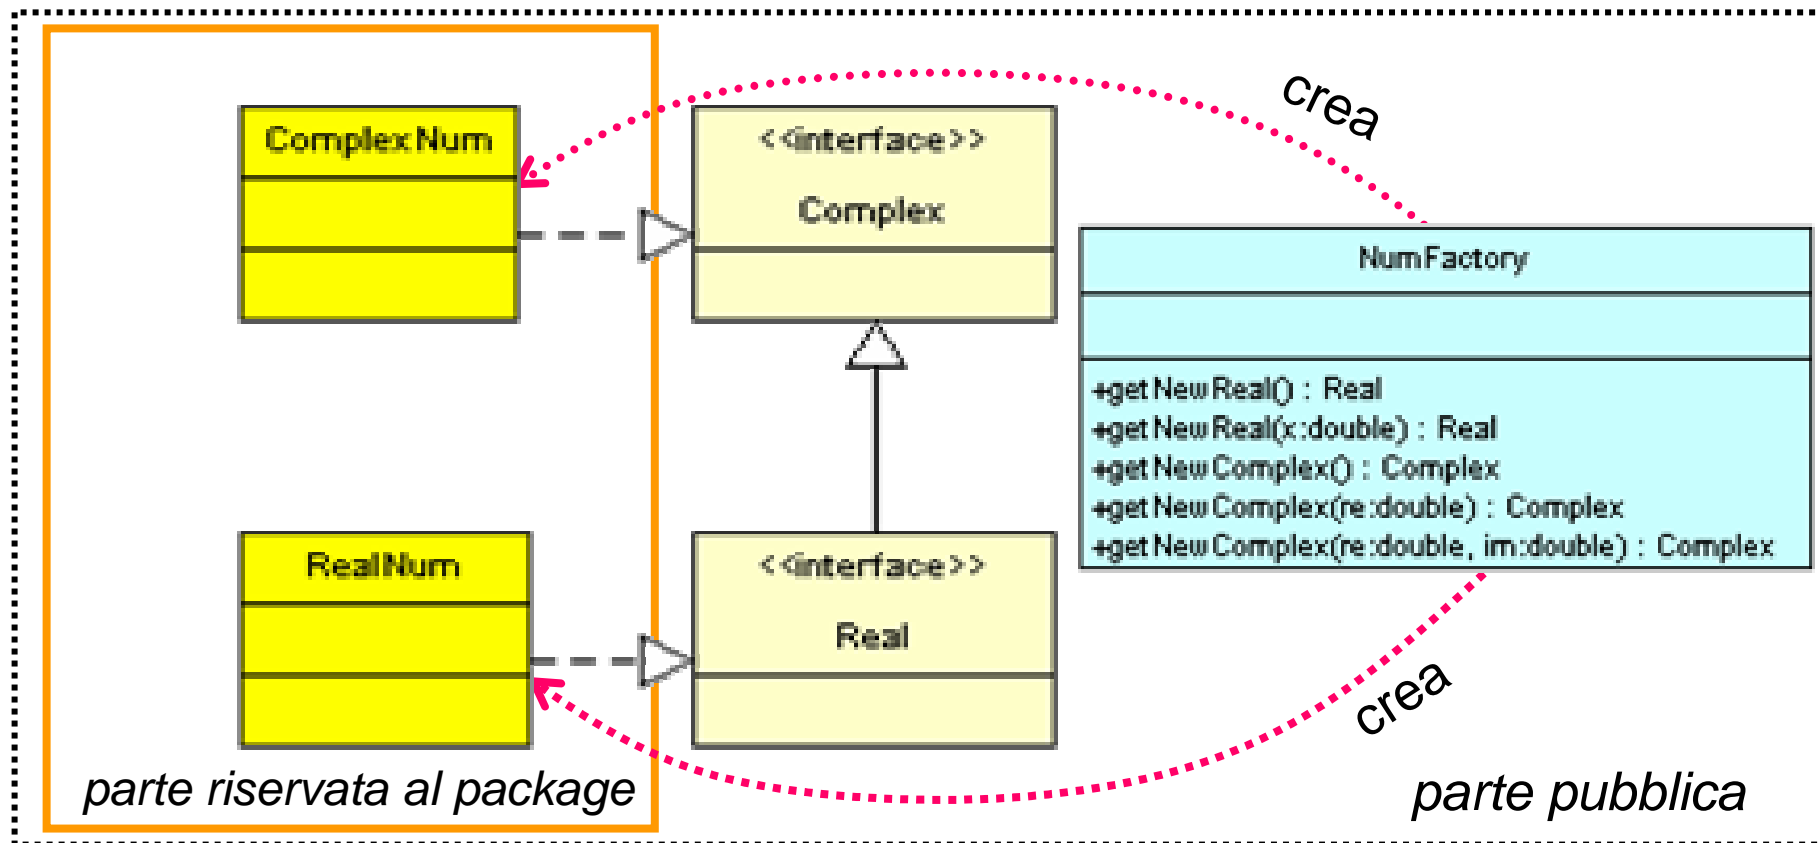 ComplexNum
<<interface>>
Complex
crea
NumFactory
+getNewReal() : Real
+getNewReal(x:double) : Real
+getNewComplex() : Complex
+getNewComplex(re:double) : Complex
+getNewComplex(re:double, im:double) : Complex
RealNum
<<interface>>
Real
crea
parte riservata al package
parte pubblica